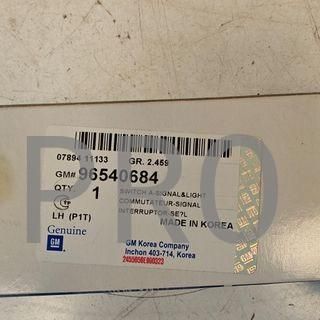 07894 11133 GR. 2.459
GM# 96540684
QTY. 1
SWITCH A-SIGNAL&LIGHT
COMMUTATEUR-SIGNAL
INTERRUPTOR-SE?L
LH (P1T) MADE IN KOREA
Genuine
GM
GM Korea Company
Inchon 403-714, Korea
PRO